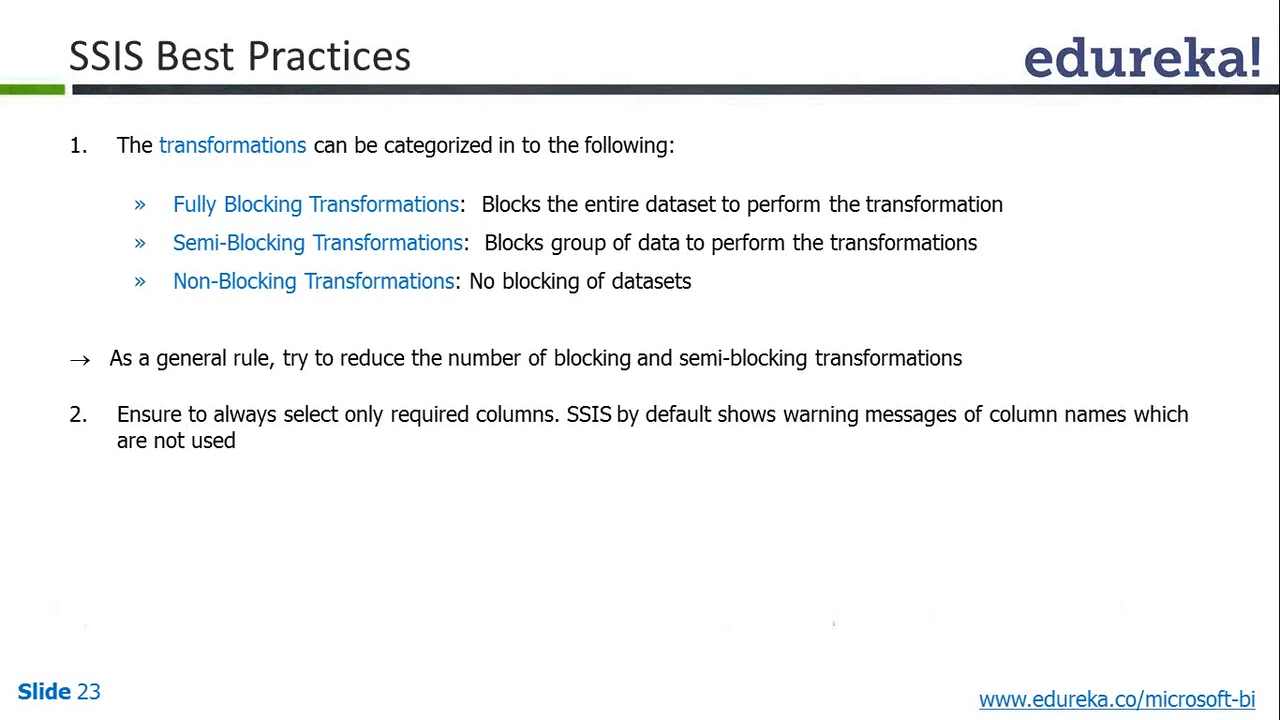 SSIS Best Practices
edureka!
1. The transformations can be categorized in to the following:
» Fully Blocking Transformations: Blocks the entire dataset to perform the transformation
» Semi-Blocking Transformations: Blocks group of data to perform the transformations
» Non-Blocking Transformations: No blocking of datasets
→ As a general rule, try to reduce the number of blocking and semi-blocking transformations
2. Ensure to always select only required columns. SSIS by default shows warning messages of column names which
are not used
Slide 23
www.edureka.co/microsoft-bi